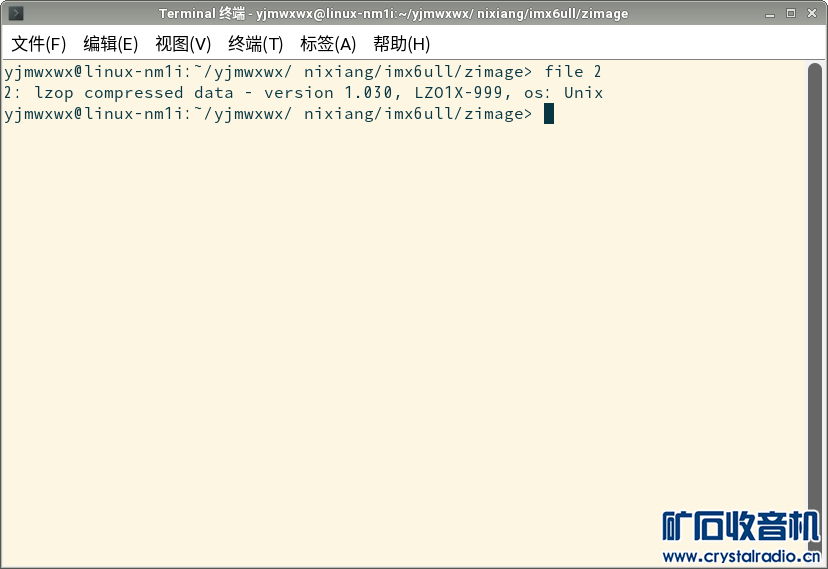 Terminal 终端 - yjmwxwx@linux-nm1i:~/yjmwxwx/ nixiang/imx6ull/zimage
文件(F) 编辑(E) 视图(V) 终端(T) 标签(A) 帮助(H)
yjmwxwx@linux-nm1i:~/yjmwxwx/ nixiang/imx6ull/zimage> file 2
2: lzop compressed data - version 1.030, LZO1X-999, os: Unix
yjmwxwx@linux-nm1i:~/yjmwxwx/ nixiang/imx6ull/zimage>
矿石收音机
www.crystalradio.cn